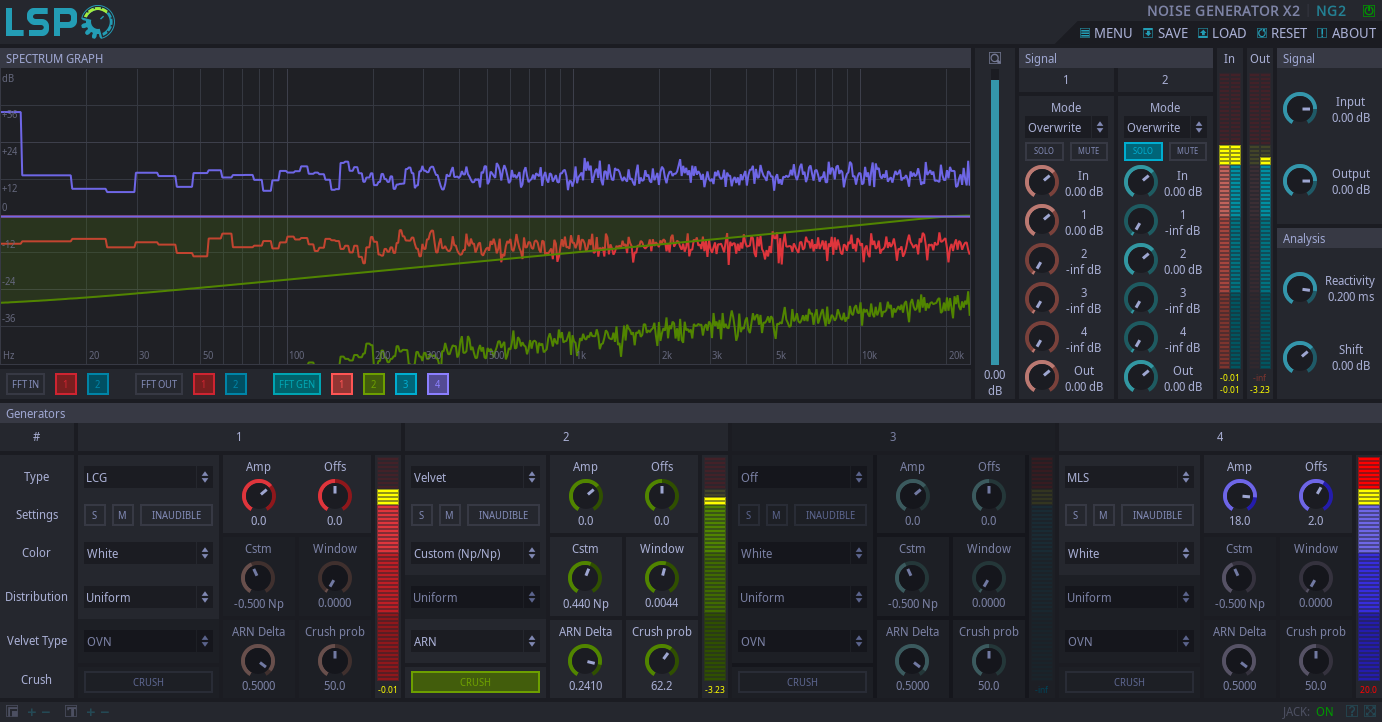 LSP
NOISE GENERATOR X2 NG2
MENU SAVE LOAD RESET ABOUT
SPECTRUM GRAPH
dB
+36
+24
+12
0
-12
-24
-36
Hz 20 30 50 100 200 300 500 1k 2k 3k 5k 10k 20k
FFT IN 1 2 FFT OUT 1 2 FFT GEN 1 2 3 4
0.00
dB
Signal
1 2
Mode Mode
Overwrite Overwrite
SOLO MUTE SOLO MUTE
In In
0.00 dB 0.00 dB
1 1
0.00 dB -inf dB
2 2
-inf dB 0.00 dB
3 3
-inf dB -inf dB
4 4
-inf dB -inf dB
Out Out
0.00 dB 0.00 dB
In Out
-0.01 -inf
-0.01 -3.23
Signal
Input
0.00 dB
Output
0.00 dB
Analysis
Reactivity
0.200 ms
Shift
0.00 dB
Generators
# 1 2 3 4
Type
Settings
Color
Distribution
Velvet Type
Crush
LCG
S M INAUDIBLE
White
Uniform
OVN
CRUSH
Amp Offs
0.0 0.0
Cstm Window
-0.500 Np 0.0000
ARN Delta Crush prob
0.5000 50.0
-0.01
Velvet
S M INAUDIBLE
Custom (Np/Np)
Uniform
ARN
CRUSH
Amp Offs
0.0 0.0
Cstm Window
0.440 Np 0.0044
ARN Delta Crush prob
0.2410 62.2
-3.23
Off
S M INAUDIBLE
White
Uniform
OVN
CRUSH
Amp Offs
0.0 0.0
Cstm Window
-0.500 Np 0.0000
ARN Delta Crush prob
0.5000 50.0
-inf
MLS
S M INAUDIBLE
White
Uniform
OVN
CRUSH
Amp Offs
18.0 2.0
Cstm Window
-0.500 Np 0.0000
ARN Delta Crush prob
0.5000 50.0
20.0
JACK: ON